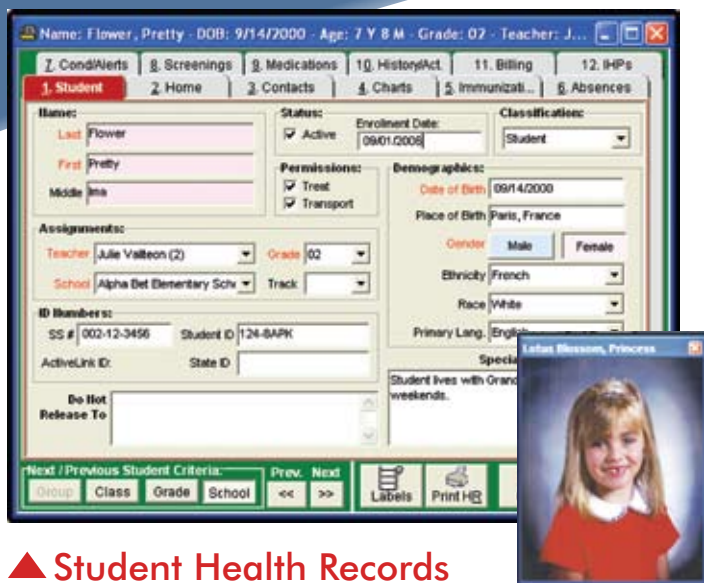 Name: Flower, Pretty - DOB: 9/14/2000 - Age: 7 Y 8 M - Grade: 02 - Teacher: J...
7. Cond/Alerts 8. Screenings 9. Medications 10. History/Act. 11. Billing 12. IHPs
1. Student 2. Home 3. Contacts 4. Charts 5. Immunizati... 6. Absences
Name:
Last Flower
First Pretty
Middle Ima
Status:
Active
Enrollment Date:
09/01/2006
Classification:
Student
Permissions:
Treat
Transport
Demographics:
Date of Birth 09/14/2000
Place of Birth Paris, France
Gender Male Female
Ethnicity French
Race White
Primary Lang. English
Assignments:
Teacher Julie Vailteon (2) Grade 02
School Alpha Bet Elementary Scho Track
ID Numbers:
SS # 002-12-3456 Student ID 124-8APK
ActiveLink ID: State ID
Do Not
Release To
Special
Student lives with Grand
weekends.
Lotus Blossom, Princess
Next / Previous Student Criteria:
Group Class Grade School
Prev. Next
<< >>
Labels Print HR
Student Health Records